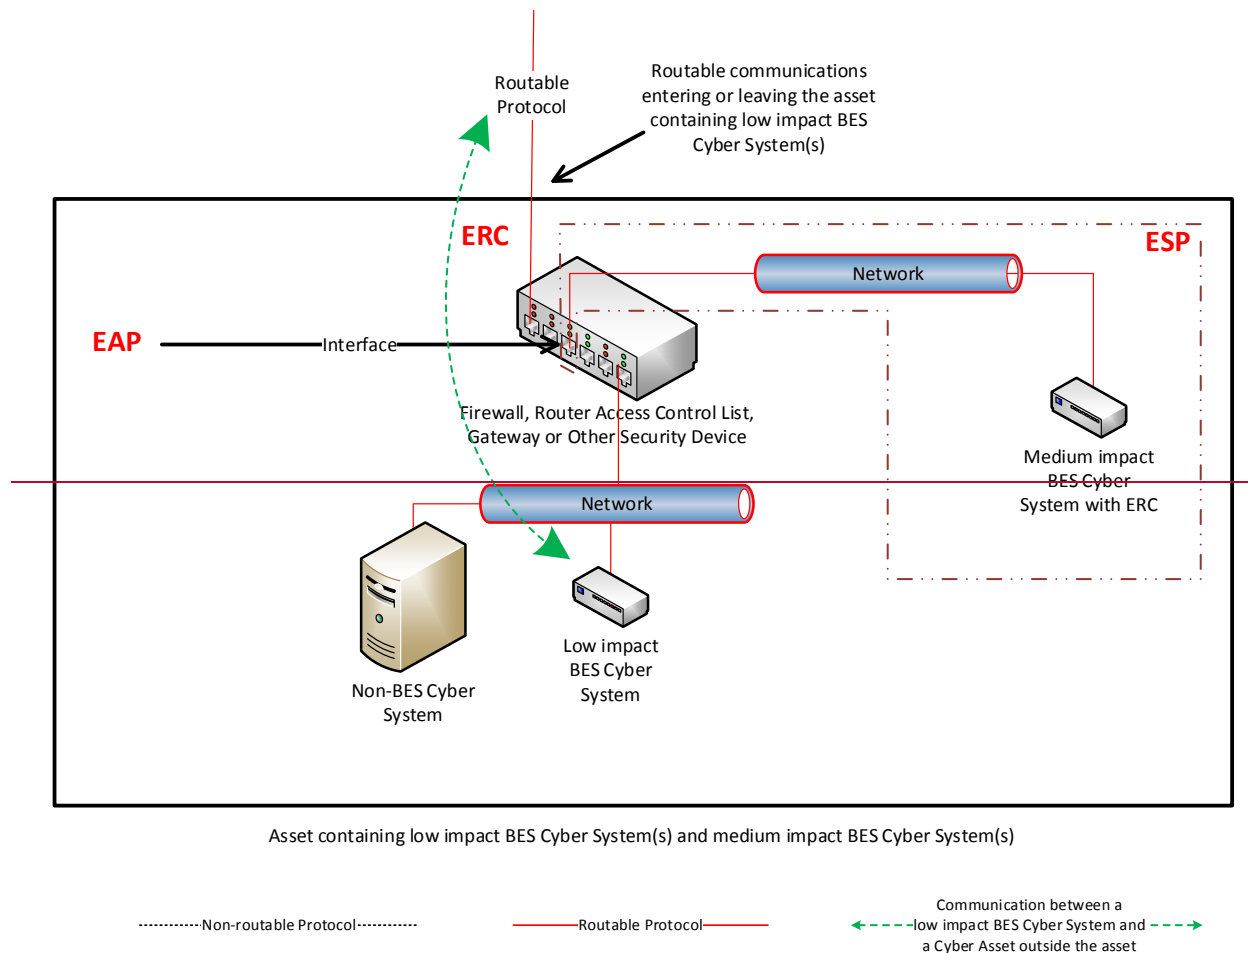 Routable
Protocol
Routable communications
entering or leaving the asset
containing low impact BES
Cyber System(s)
ERC
ESP
Network
EAP
Interface
Firewall, Router Access Control List,
Gateway or Other Security Device
Medium impact
BES Cyber
System with ERC
Network
Low impact
BES Cyber
System
Non-BES Cyber
System
Asset containing low impact BES Cyber System(s) and medium impact BES Cyber System(s)
Non-routable Protocol
Routable Protocol
Communication between a
low impact BES Cyber System and
a Cyber Asset outside the asset